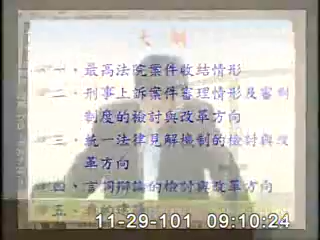 大綱
一、最高法院案件收結情形
二、刑事上訴案件審理情形及審判
制度的檢討與改革方向
三、統一法律見解機制的檢討與改
革方向
四、言詞辯論的檢討與改革方向
五、
11-29-101 09:10:24